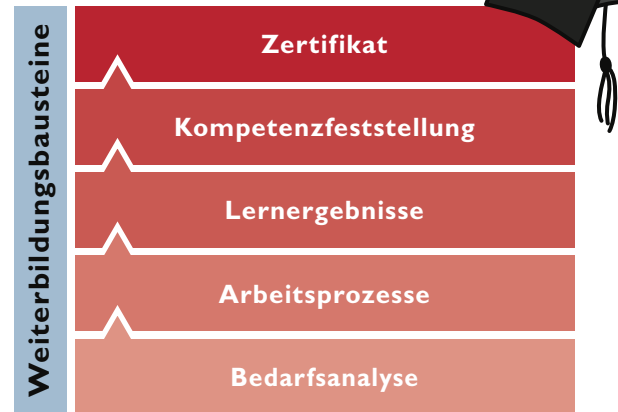 Weiterbildungsbausteine
Zertifikat
Kompetenzfeststellung
Lernergebnisse
Arbeitsprozesse
Bedarfsanalyse